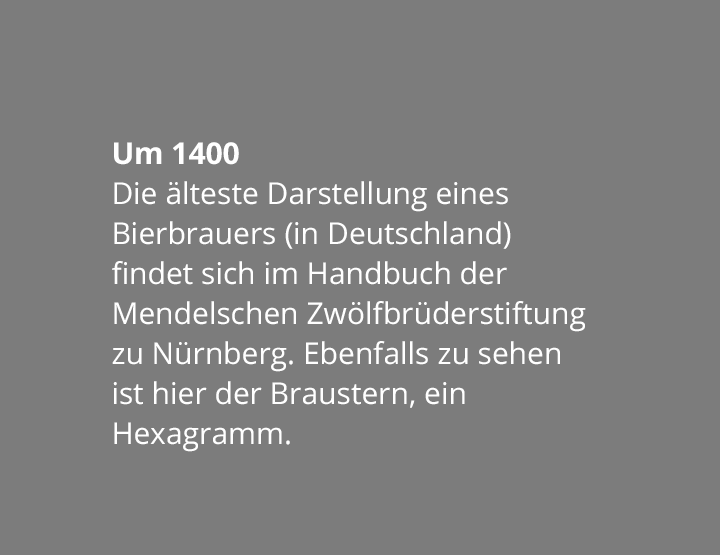 Um 1400
Die älteste Darstellung eines
Bierbrauers (in Deutschland)
findet sich im Handbuch der
Mendelschen Zwölfbrüderstiftung
zu Nürnberg. Ebenfalls zu sehen
ist hier der Braustern, ein
Hexagramm.